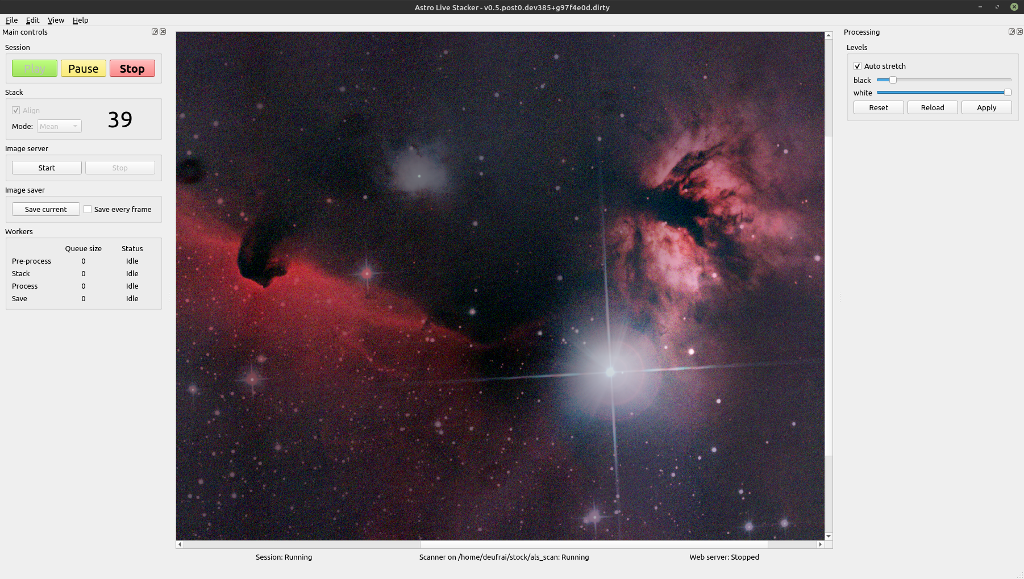 Astro Live Stacker - v0.5.post0.dev385+g97f4e0d.dirty
File Edit View Help
Main controls
Session
Play Pause Stop
Stack
Align
39
Mode: Mean
Image server
Start Stop
Image saver
Save current Save every frame
Workers
Queue size Status
Pre-process 0 Idle
Stack 0 Idle
Process 0 Idle
Save 0 Idle
Processing
Levels
Auto stretch
black
white
Reset Reload Apply
Session: Running Scanner on /home/deufrai/stock/als_scan: Running Web server: Stopped